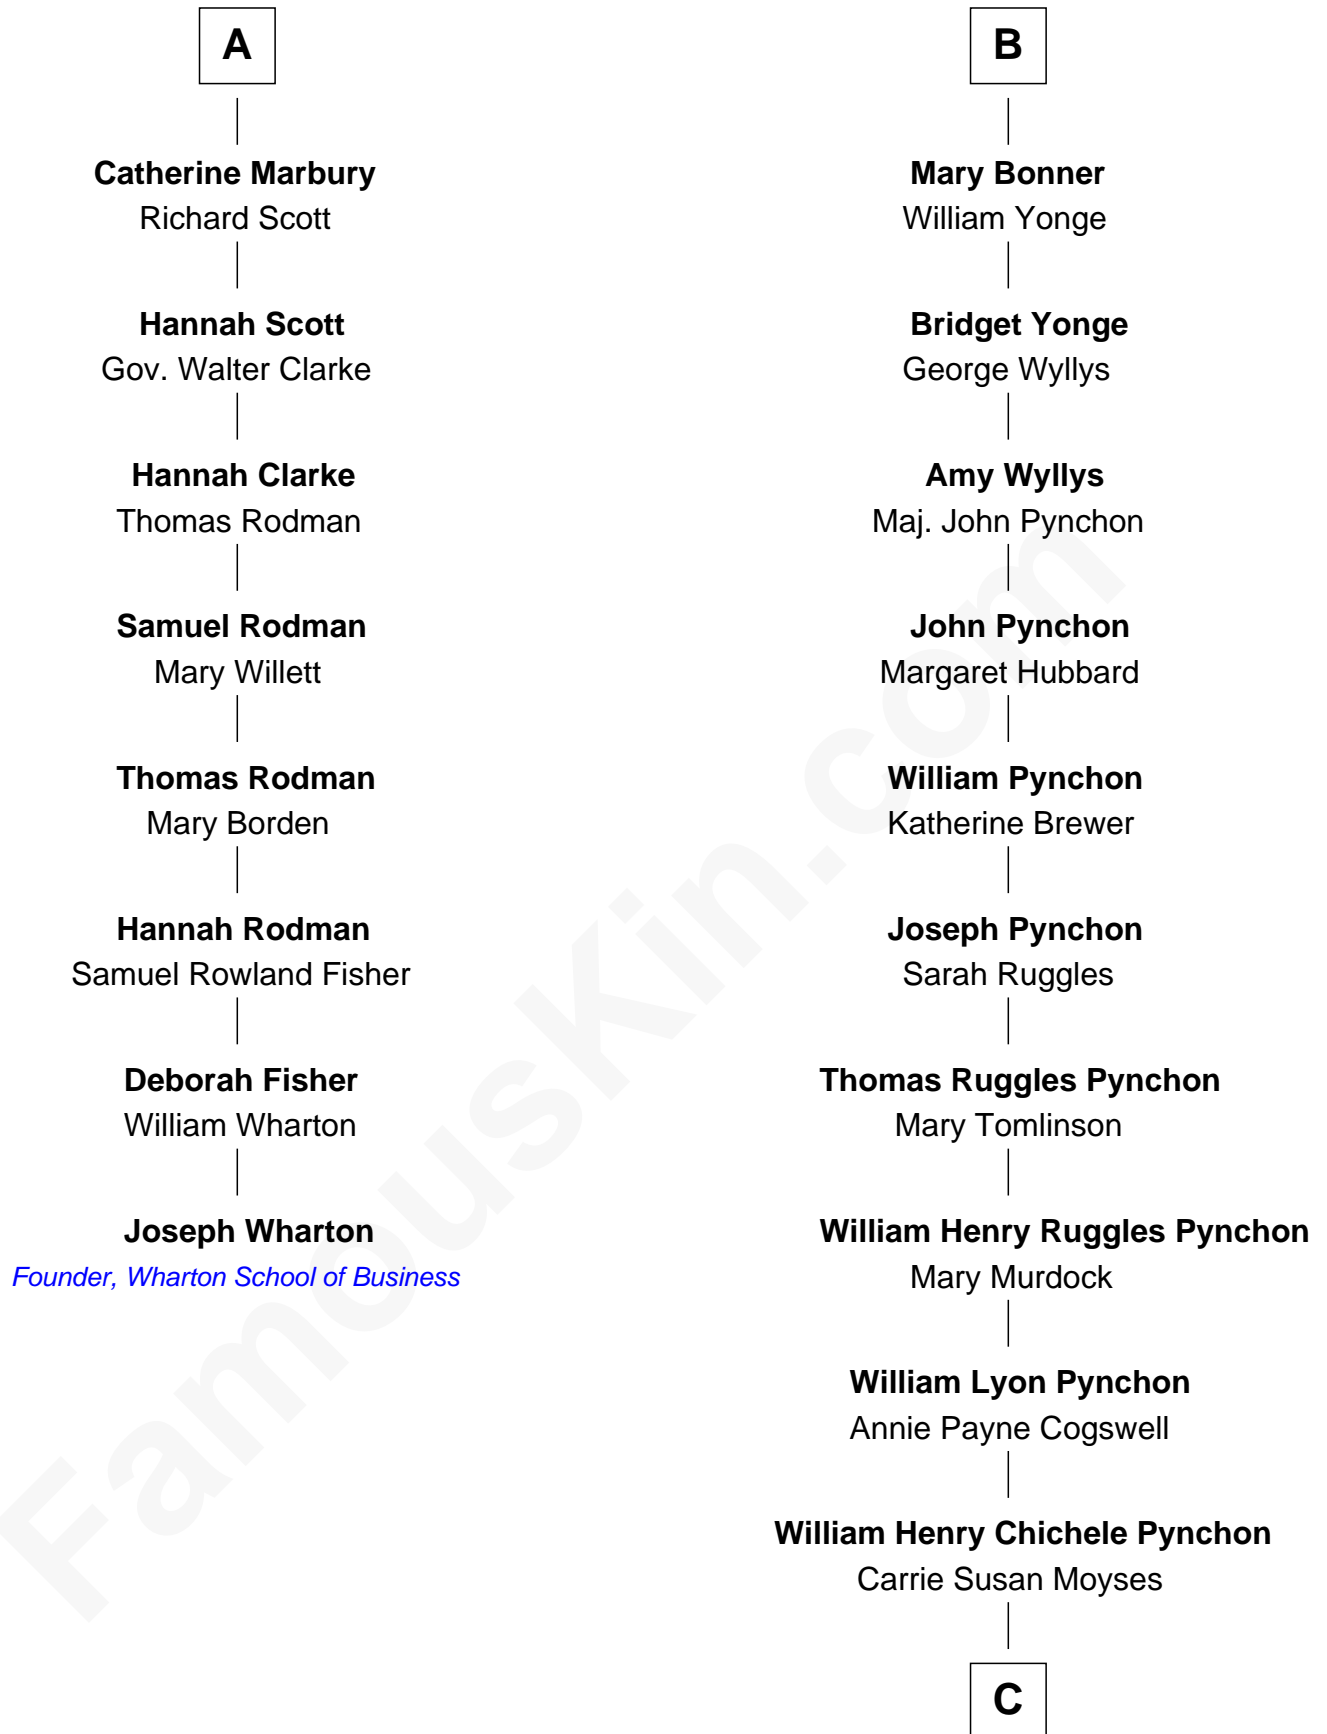 A
Catherine Marbury
Richard Scott
Hannah Scott
Gov. Walter Clarke
Hannah Clarke
Thomas Rodman
Samuel Rodman
Mary Willett
Thomas Rodman
Mary Borden
Hannah Rodman
Samuel Rowland Fisher
Deborah Fisher
William Wharton
Joseph Wharton
Founder, Wharton School of Business
B
Mary Bonner
William Yonge
Bridget Yonge
George Wyllys
Amy Wyllys
Maj. John Pynchon
John Pynchon
Margaret Hubbard
William Pynchon
Katherine Brewer
Joseph Pynchon
Sarah Ruggles
Thomas Ruggles Pynchon
Mary Tomlinson
William Henry Ruggles Pynchon
Mary Murdock
William Lyon Pynchon
Annie Payne Cogswell
William Henry Chichele Pynchon
Carrie Susan Moyses
C
FamousKin.com